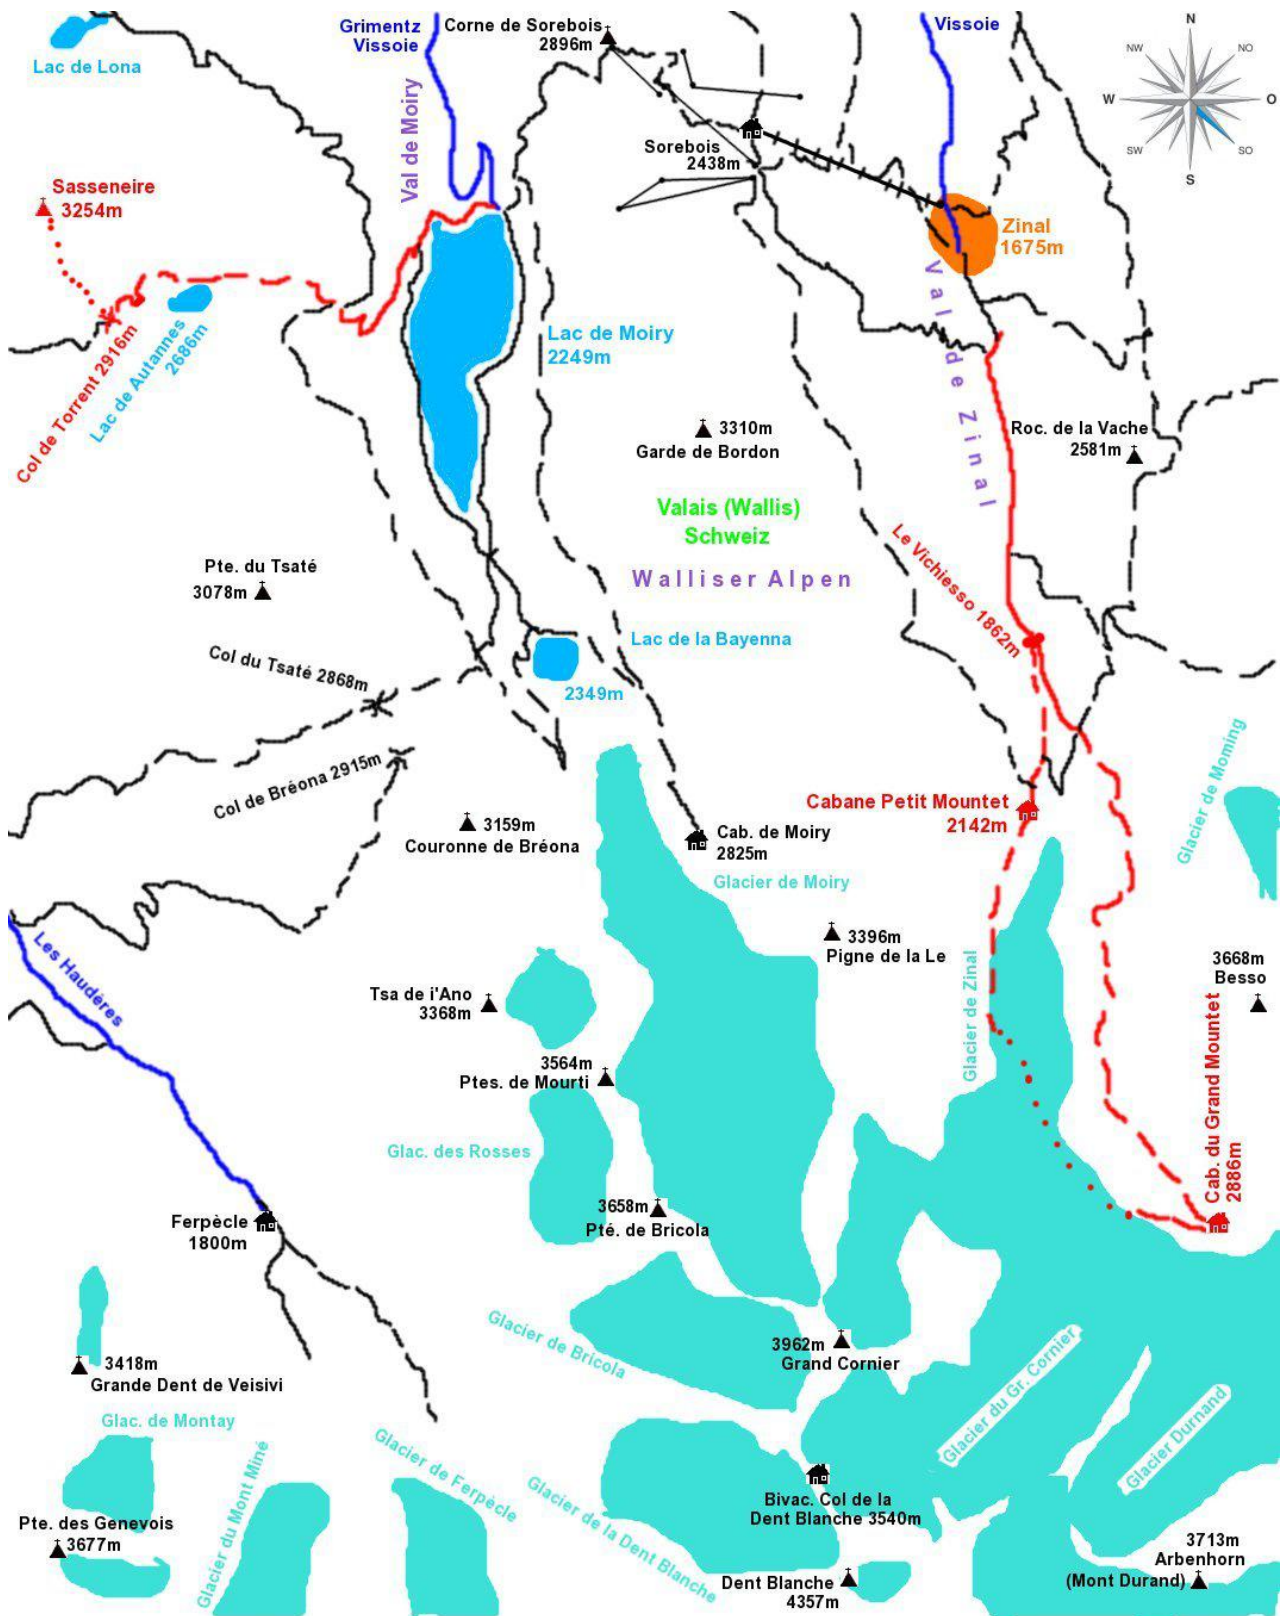 Grimentz
Vissoie
Corne de Sorebois
2896m
Vissoie
N
NW
NO
W
O
SW
SO
S
Lac de Lona
Val de Moiry
Sorebois
2438m
Sasseneire
3254m
Zinal
1675m
Val de Zinal
Col de Torrent 2916m
Lac de Autannes
2686m
Lac de Moiry
2249m
3310m
Garde de Bordon
Roc. de la Vache
2581m
Valais (Wallis)
Schweiz
Walliser Alpen
Le Vichiesso 1862m
Pte. du Tsaté
3078m
Lac de la Bayenna
2349m
Col du Tsaté 2868m
Col de Bréona 2915m
Glacier de Moming
Cabane Petit Mountet
2142m
3159m
Couronne de Bréona
Cab. de Moiry
2825m
Glacier de Moiry
3396m
Pigne de la Le
Les Haudères
Glacier de Zinal
3668m
Besso
Tsa de i'Ano
3368m
3564m
Ptes. de Mourti
Cab. du Grand Mountet
2886m
Glac. des Rosses
3658m
Pté. de Bricola
Ferpècle
1800m
Glacier de Bricola
3962m
Grand Cornier
Glacier du Gr. Cornier
3418m
Grande Dent de Veisivi
Glac. de Montay
Glacier Durnand
Glacier du Mont Miné
Glacier de Ferpècle
Glacier de la Dent Blanche
Bivac. Col de la
Dent Blanche 3540m
Pte. des Genevois
3677m
3713m
Arbenhorn
(Mont Durand)
Dent Blanche
4357m